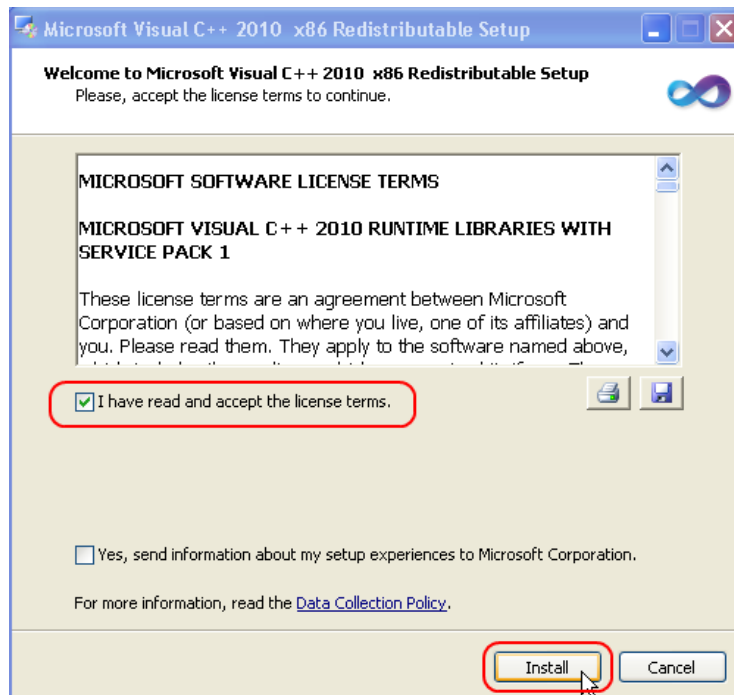 Microsoft Visual C++ 2010  x86 Redistributable Setup
Welcome to Microsoft Visual C++ 2010  x86 Redistributable Setup
Please, accept the license terms to continue.
MICROSOFT SOFTWARE LICENSE TERMS
MICROSOFT VISUAL C++ 2010 RUNTIME LIBRARIES WITH
SERVICE PACK 1
These license terms are an agreement between Microsoft
Corporation (or based on where you live, one of its affiliates) and
you. Please read them. They apply to the software named above,
I have read and accept the license terms.
Yes, send information about my setup experiences to Microsoft Corporation.
For more information, read the Data Collection Policy.
Install
Cancel